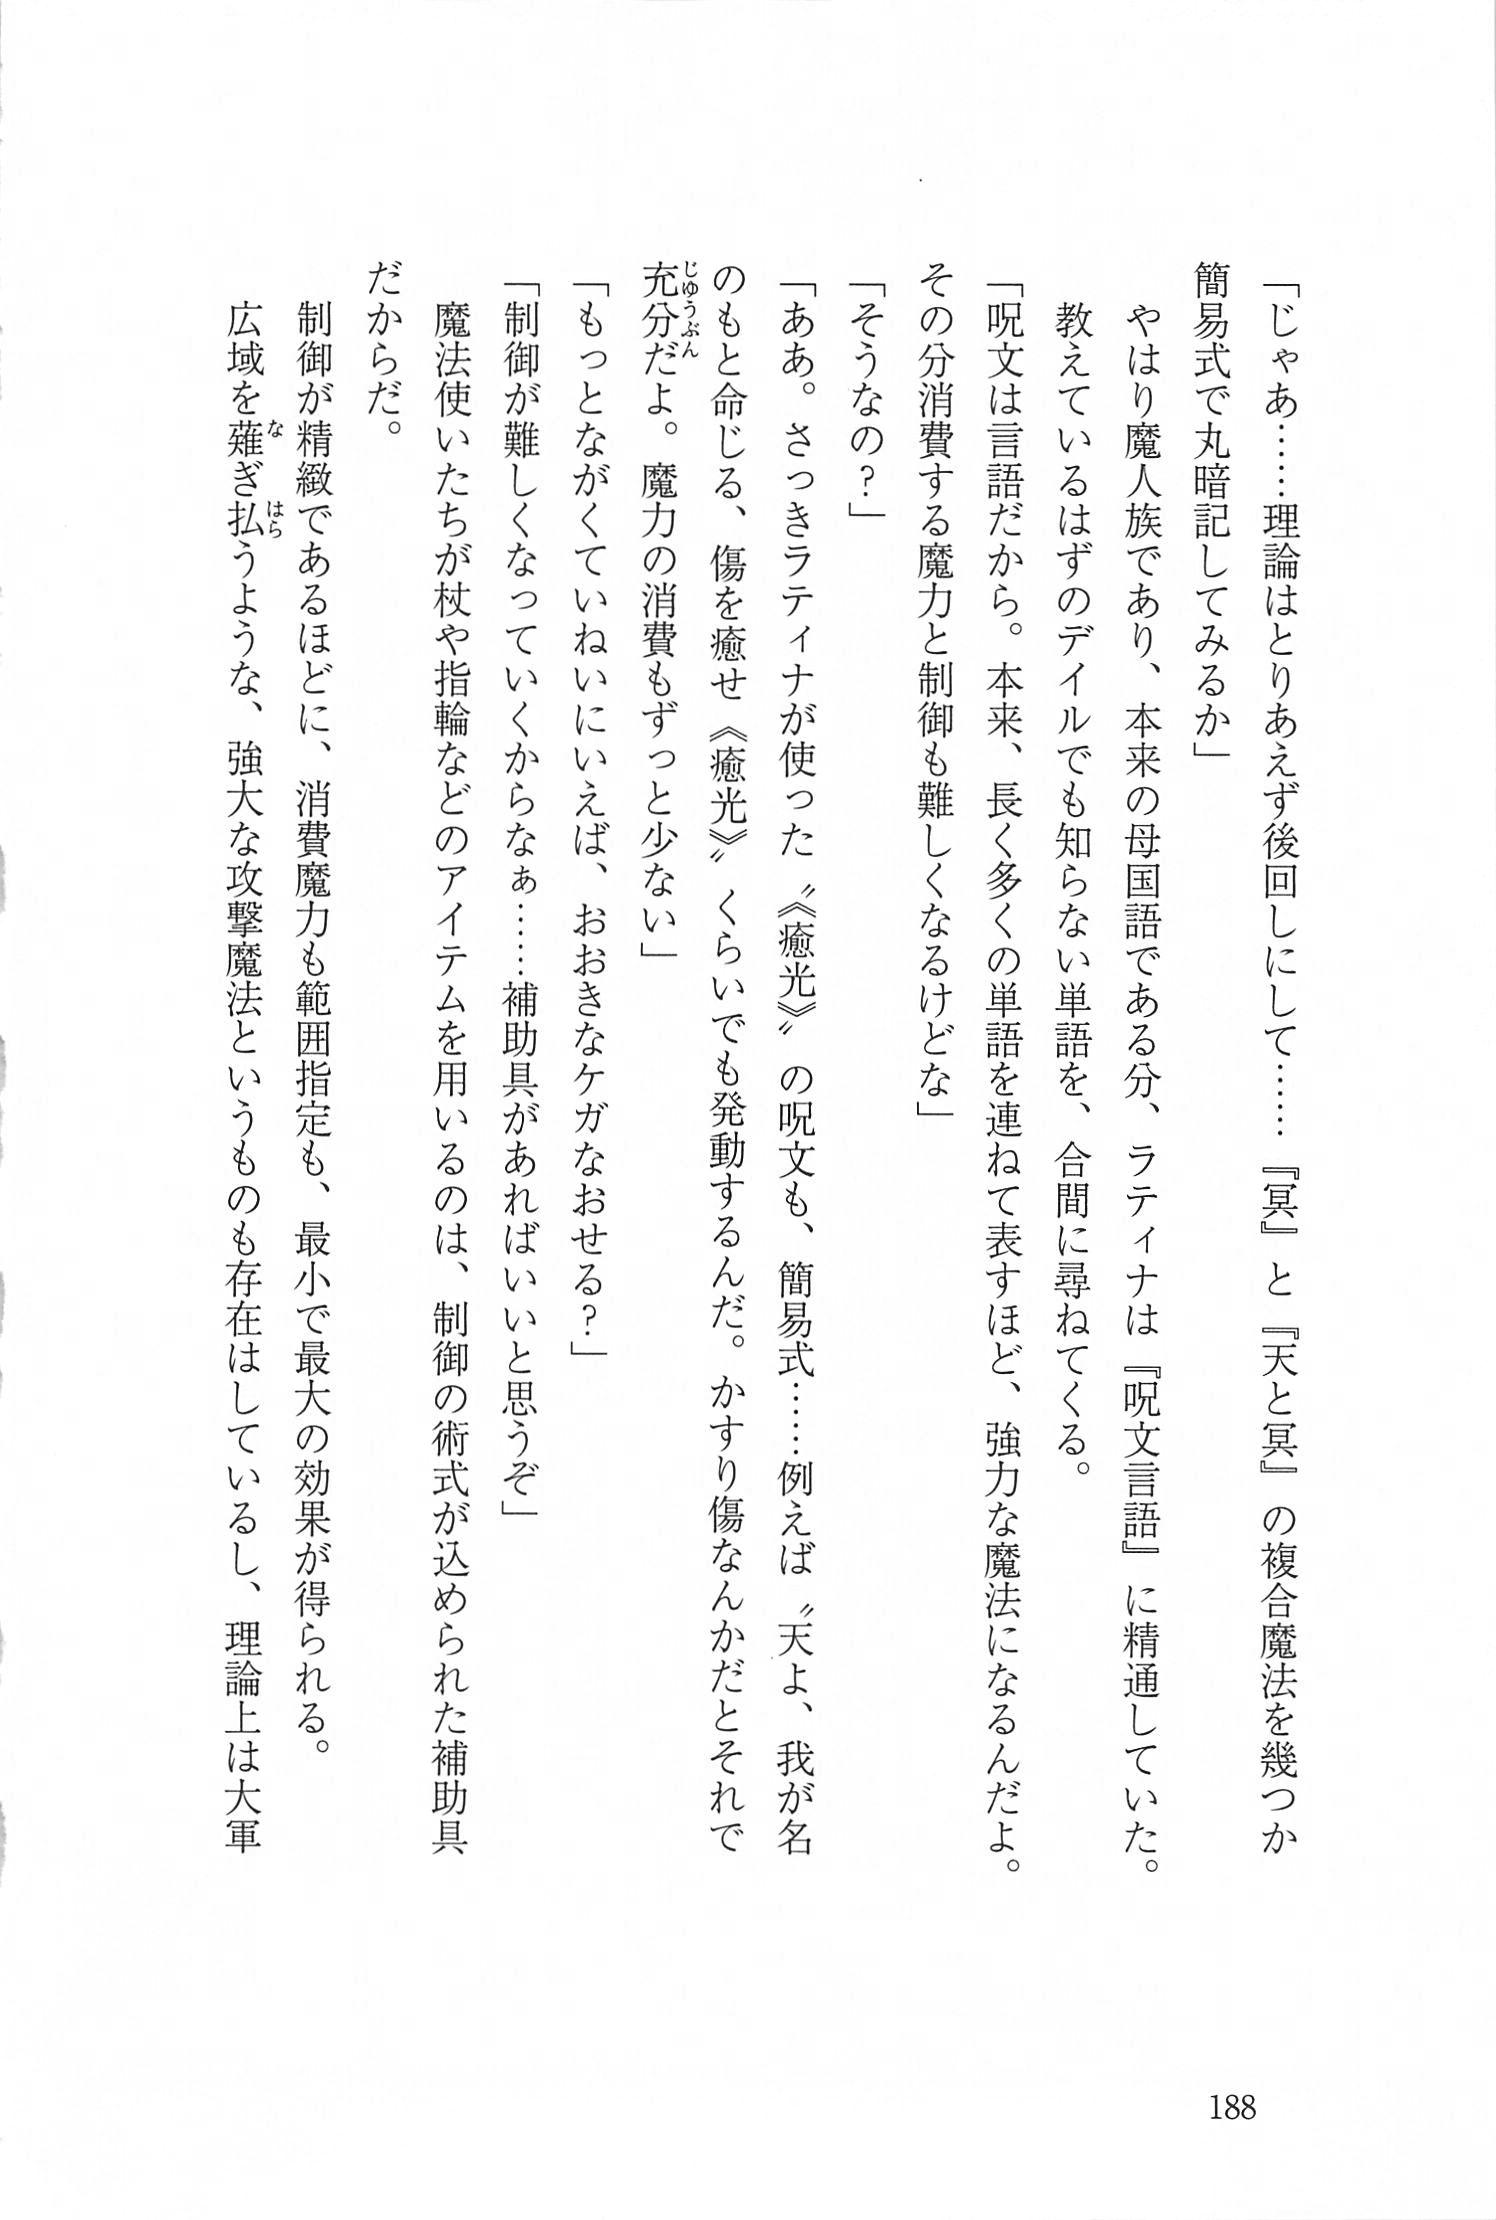 「じゃあ……理論はとりあえず後回しにして……『冥』と『天と冥』の複合魔法を幾つか
簡易式で丸暗記してみるか」
やはり魔人族であり、本来の母国語である分、ラティナは『呪文言語』に精通していた。
教えているはずのデイルでも知らない単語を、合間に尋ねてくる。
「呪文は言語だから。本来、長く多くの単語を連ねて表すほど、強力な魔法になるんだよ。
その分消費する魔力と制御も難しくなるけどな」
「そうなの？」
「ああ。さっきラティナが使った〝《癒光》〟の呪文も、簡易式……例えば〝天よ、我が名
のもと命じる、傷を癒せ《癒光》〟くらいでも発動するんだ。かすり傷なんかだとそれで
充分だよ。魔力の消費もずっと少ない」
じゅうぶん
「もっとながくていねいにいえば、おおきなケガなおせる？」
「制御が難しくなっていくからなぁ……補助具があればいいと思うぞ」
魔法使いたちが杖や指輪などのアイテムを用いるのは、制御の術式が込められた補助具
だからだ。
制御が精緻であるほどに、消費魔力も範囲指定も、最小で最大の効果が得られる。
広域を薙ぎ払うような、強大な攻撃魔法というものも存在はしているし、理論上は大軍
な
はら
188